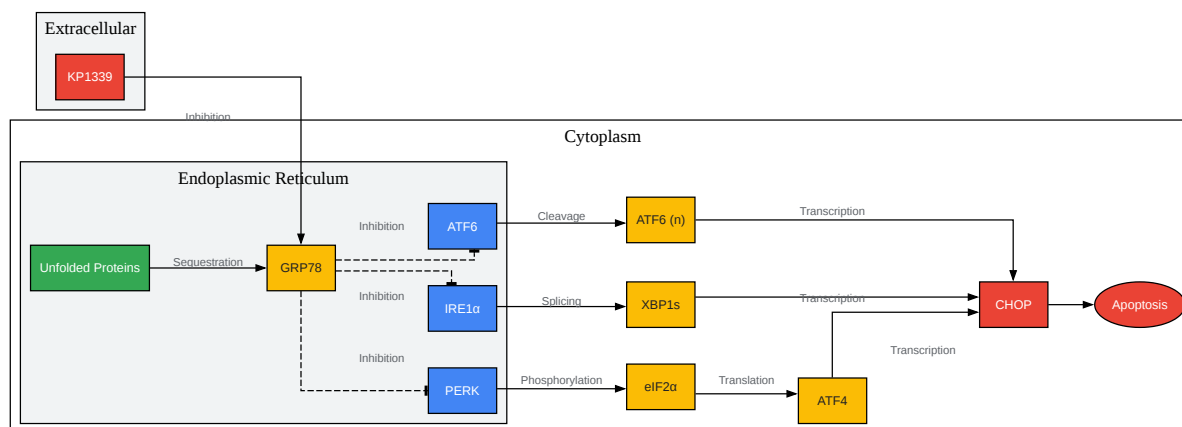 Extracellular
KP1339
Inhibition
Cytoplasm
Endoplasmic Reticulum
Inhibition
ATF6
Cleavage
ATF6 (n)
Transcription
Unfolded Proteins
Sequestration
GRP78
Inhibition
IRE1α
Splicing
XBP1s
Transcription
CHOP
Apoptosis
Inhibition
Transcription
PERK
Phosphorylation
eIF2α
Translation
ATF4